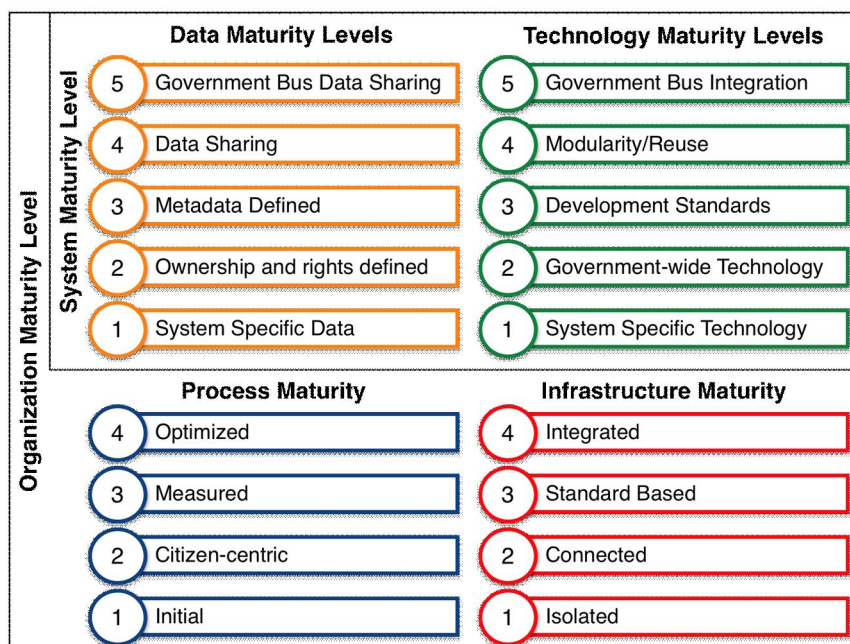 Organization Maturity Level
System Maturity Level
Data Maturity Levels
5 Government Bus Data Sharing
4 Data Sharing
3 Metadata Defined
2 Ownership and rights defined
1 System Specific Data
Technology Maturity Levels
5 Government Bus Integration
4 Modularity/Reuse
3 Development Standards
2 Government-wide Technology
1 System Specific Technology
Process Maturity
4 Optimized
3 Measured
2 Citizen-centric
1 Initial
Infrastructure Maturity
4 Integrated
3 Standard Based
2 Connected
1 Isolated